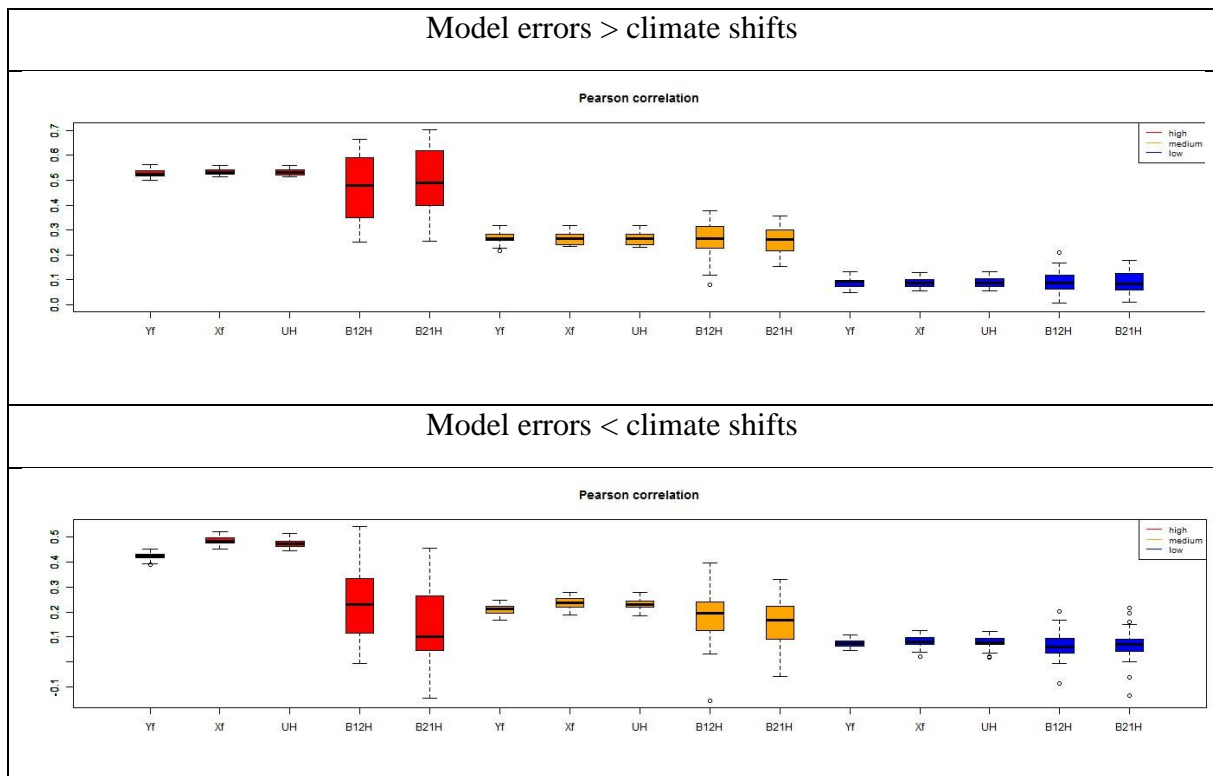 Model errors > climate shifts
Pearson correlation
high
medium
low
0.7
0.6
0.5
0.4
0.3
0.2
0.1
0.0
Yf Xf UH B12H B21H Yf Xf UH B12H B21H Yf Xf UH B12H B21H
Model errors < climate shifts
Pearson correlation
high
medium
low
0.5
0.4
0.3
0.2
0.1
-0.1
Yf Xf UH B12H B21H Yf Xf UH B12H B21H Yf Xf UH B12H B21H